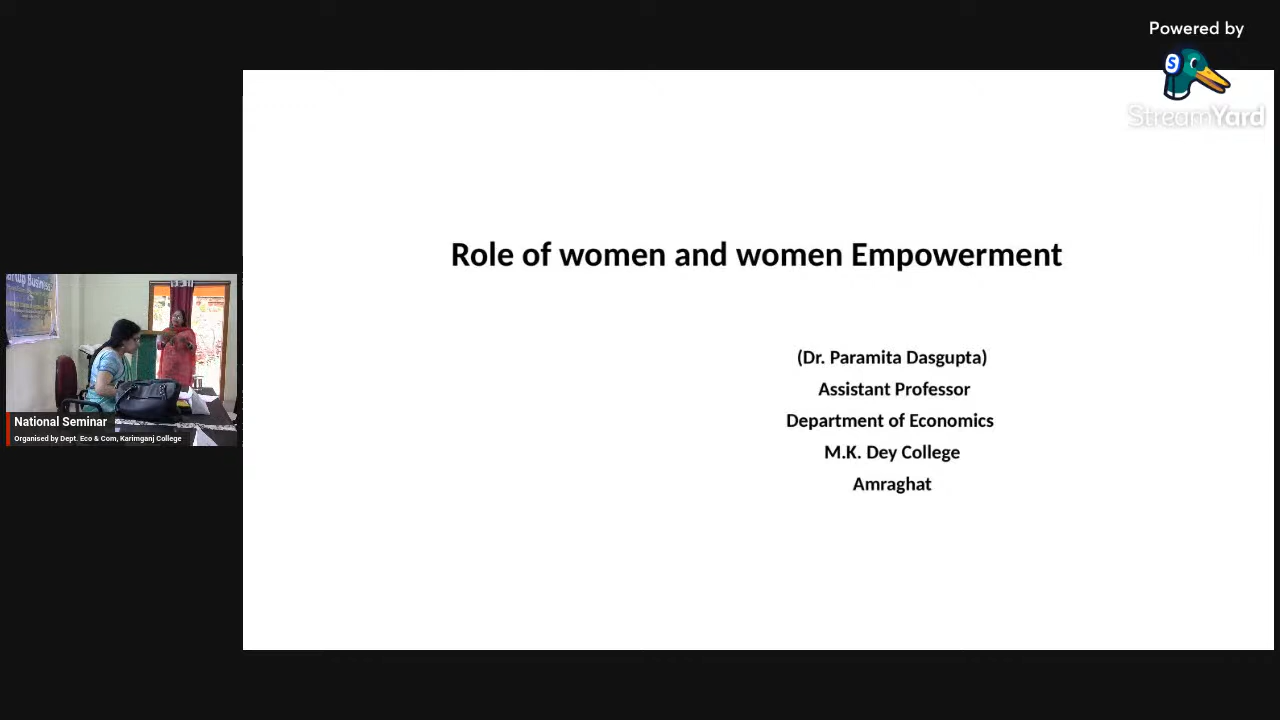 Powered by
StreamYard
Role of women and women Empowerment
(Dr. Paramita Dasgupta)
Assistant Professor
Department of Economics
M.K. Dey College
Amraghat
Business
National Seminar
Organised by Dept. Eco & Com, Karimganj College